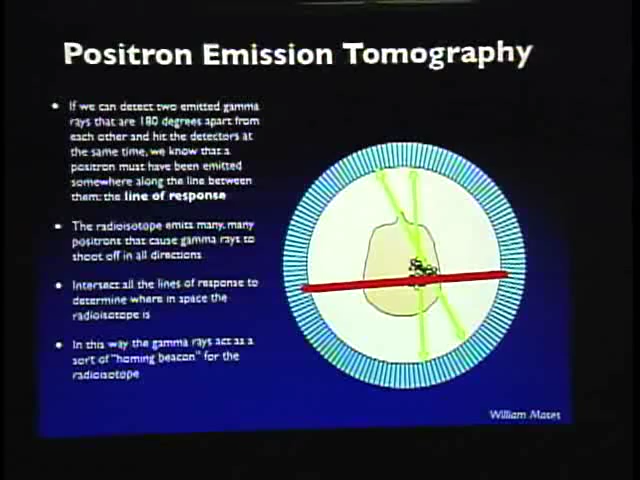 Positron Emission Tomography
• If we can detect two emitted gamma
rays that are 180 degrees apart from
each other and hit the detectors at
the same time, we know that a
positron must have been emitted
somewhere along the line between
them: the line of response
• The radioisotope emits many, many
positrons that cause gamma rays to
shoot off in all directions
• Intersect all the lines of response to
determine where in space the
radioisotope is
• In this way the gamma rays act as a
sort of "homing beacon" for the
radioisotope
William Moses